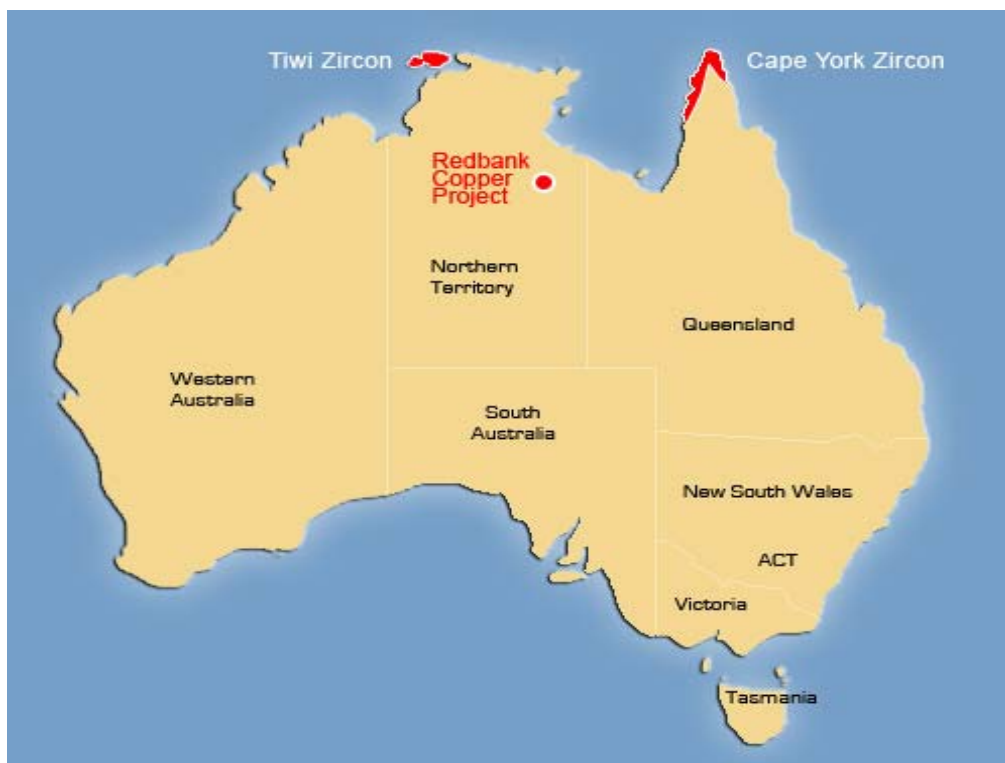 Tiwi Zircon
Cape York Zircon
Redbank
Copper
Project
Northern
Territory
Queensland
Western
Australia
South
Australia
New South Wales
ACT
Victoria
Tasmania